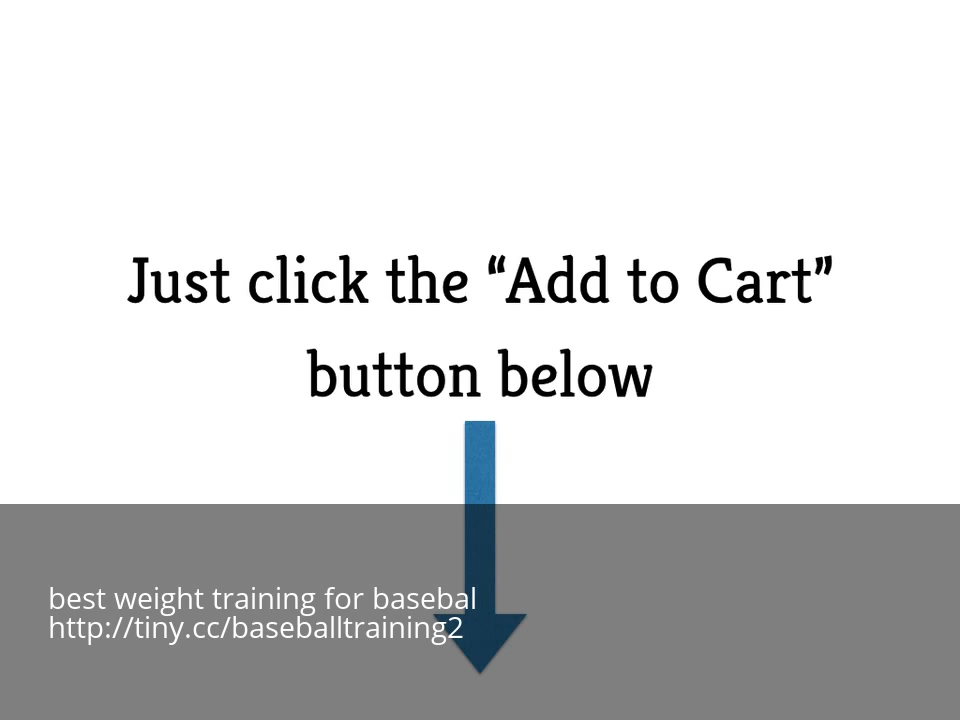 Just click the “Add to Cart”
button below
best weight training for basebal
http://tiny.cc/baseballtraining2